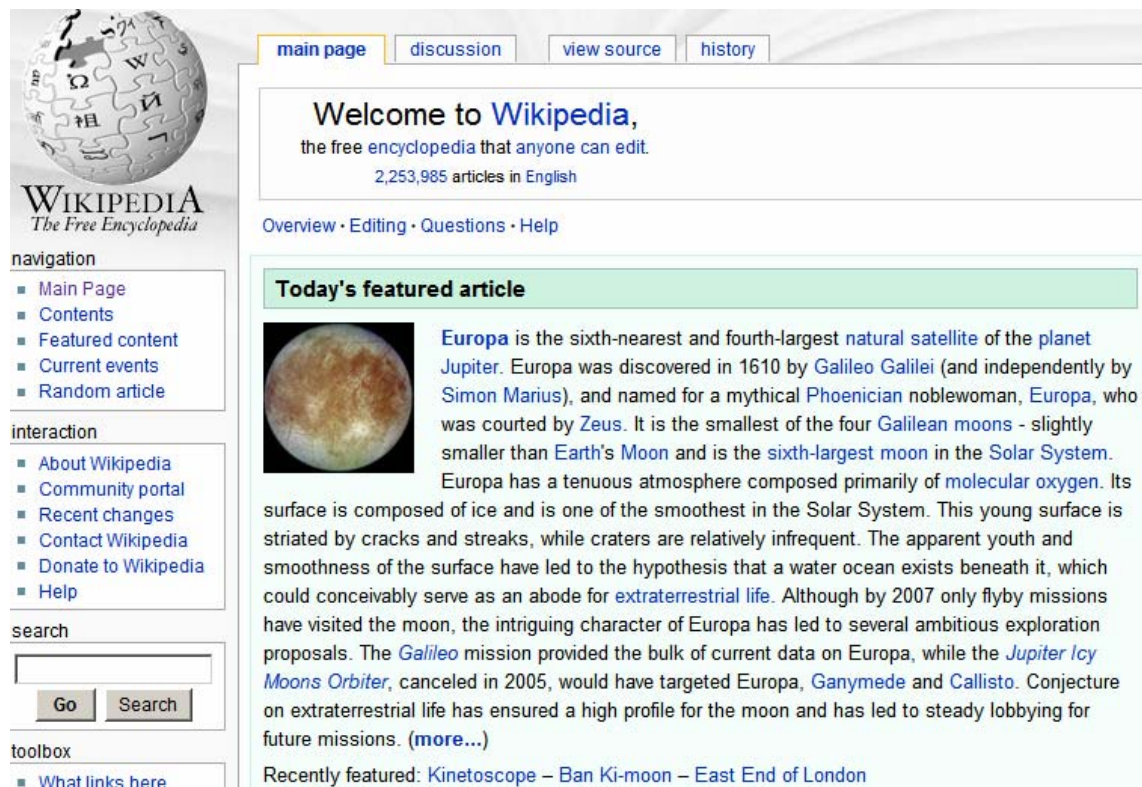 WIKIPEDIA
The Free Encyclopedia
navigation
Main Page
Contents
Featured content
Current events
Random article
interaction
About Wikipedia
Community portal
Recent changes
Contact Wikipedia
Donate to Wikipedia
Help
search
Go Search
toolbox
What links here
main page discussion view source history
Welcome to Wikipedia,
the free encyclopedia that anyone can edit.
2,253,985 articles in English
Overview · Editing · Questions · Help
Today's featured article
Europa is the sixth-nearest and fourth-largest natural satellite of the planet
Jupiter. Europa was discovered in 1610 by Galileo Galilei (and independently by
Simon Marius), and named for a mythical Phoenician noblewoman, Europa, who
was courted by Zeus. It is the smallest of the four Galilean moons - slightly
smaller than Earth's Moon and is the sixth-largest moon in the Solar System.
Europa has a tenuous atmosphere composed primarily of molecular oxygen. Its
surface is composed of ice and is one of the smoothest in the Solar System. This young surface is
striated by cracks and streaks, while craters are relatively infrequent. The apparent youth and
smoothness of the surface have led to the hypothesis that a water ocean exists beneath it, which
could conceivably serve as an abode for extraterrestrial life. Although by 2007 only flyby missions
have visited the moon, the intriguing character of Europa has led to several ambitious exploration
proposals. The Galileo mission provided the bulk of current data on Europa, while the Jupiter Icy
Moons Orbiter, canceled in 2005, would have targeted Europa, Ganymede and Callisto. Conjecture
on extraterrestrial life has ensured a high profile for the moon and has led to steady lobbying for
future missions. (more...)
Recently featured: Kinetoscope – Ban Ki-moon – East End of London